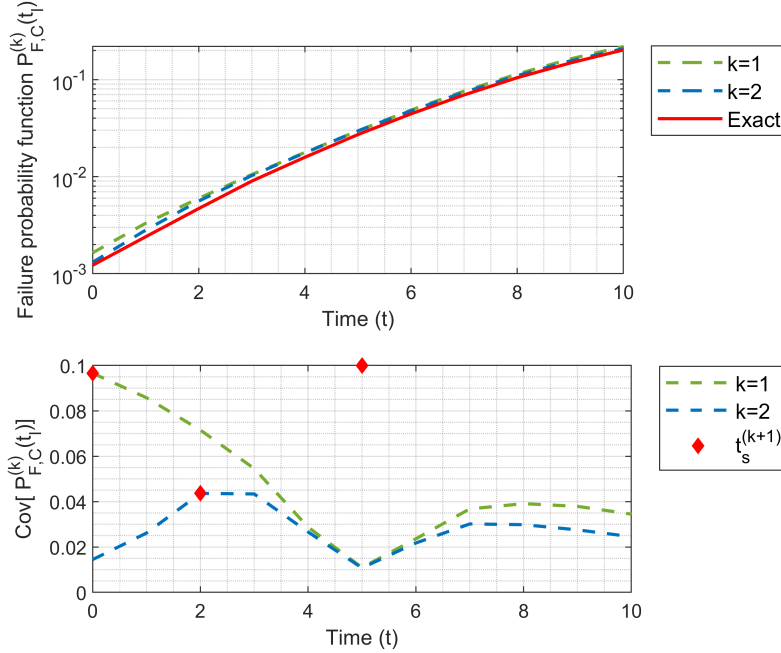 Failure probability function P_{F,C}^{(k)}(t_l)
10^{-1}
10^{-2}
10^{-3}
0 2 4 6 8 10
Time (t)
k=1
k=2
Exact
Cov[ P_{F,C}^{(k)}(t_l)]
0.1
0.08
0.06
0.04
0.02
0
0 2 4 6 8 10
Time (t)
k=1
k=2
t_s^{(k+1)}